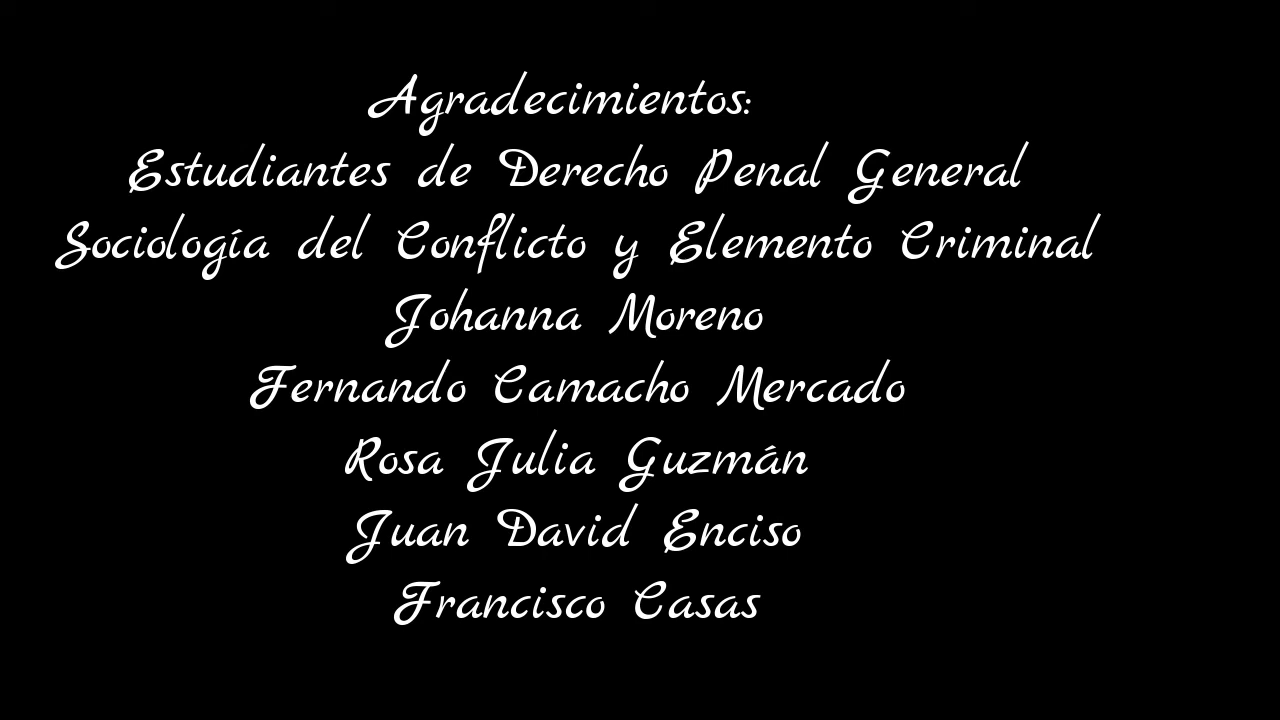 Agradecimientos:
Estudiantes de Derecho Penal General
Sociología del Conflicto y Elemento Criminal
Johanna Moreno
Fernando Camacho Mercado
Rosa Julia Guzmán
Juan David Enciso
Francisco Casas